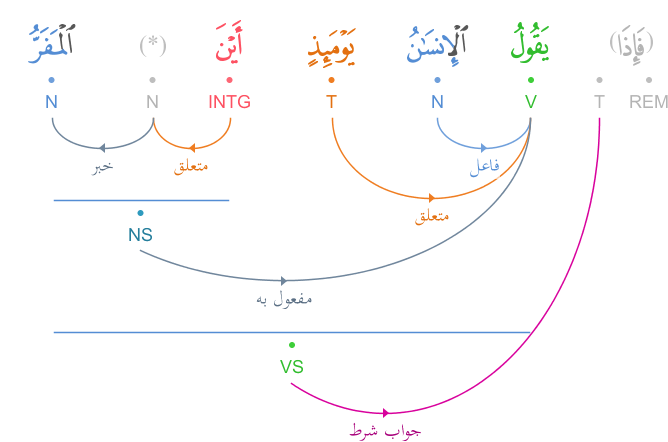 (فَإِذَا) يَقُولُ ٱلْإِنسَـٰنُ يَوْمَئِذٍ أَيْنَ (*) ٱلْمَفَرُّ
REM T V N T INTG N N
فاعل متعلق خبر
متعلق
NS
مفعول به
VS
جواب شرط